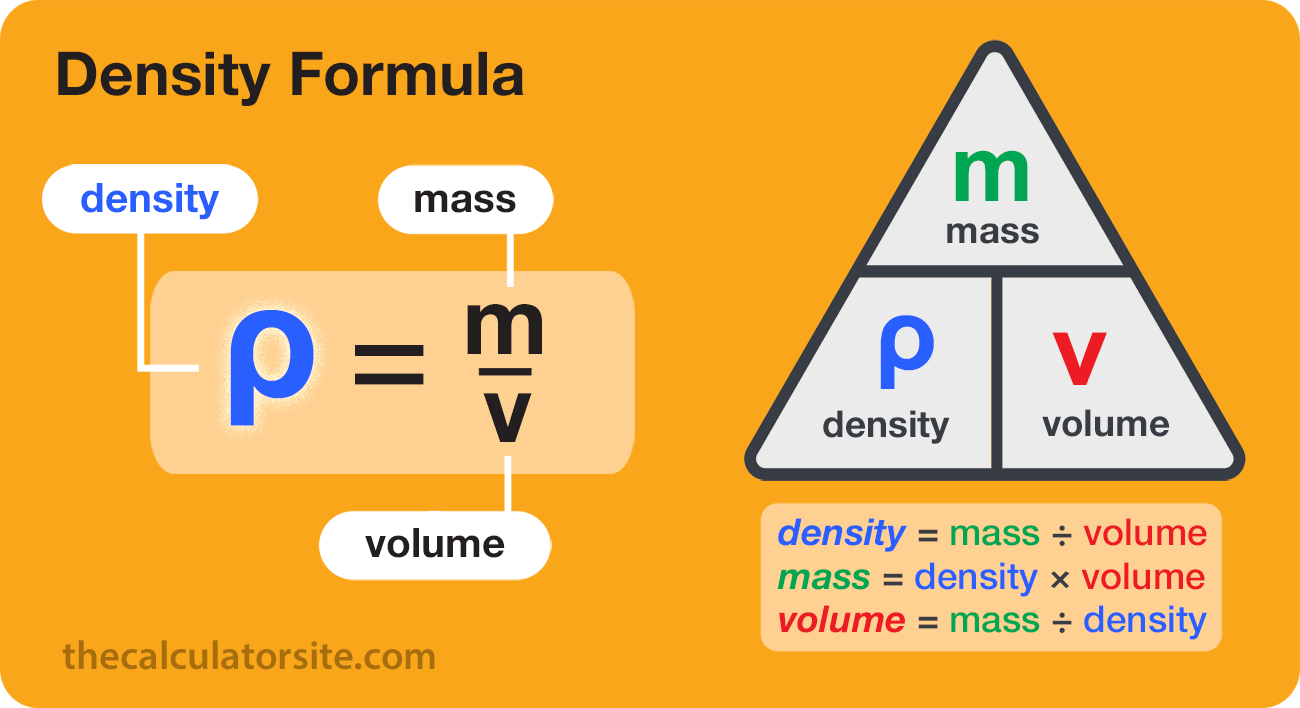 Density Formula
density
mass
ρ = m
v
volume
m
mass
ρ
density
v
volume
density = mass ÷ volume
mass = density × volume
volume = mass ÷ density
thecalculatorsite.com